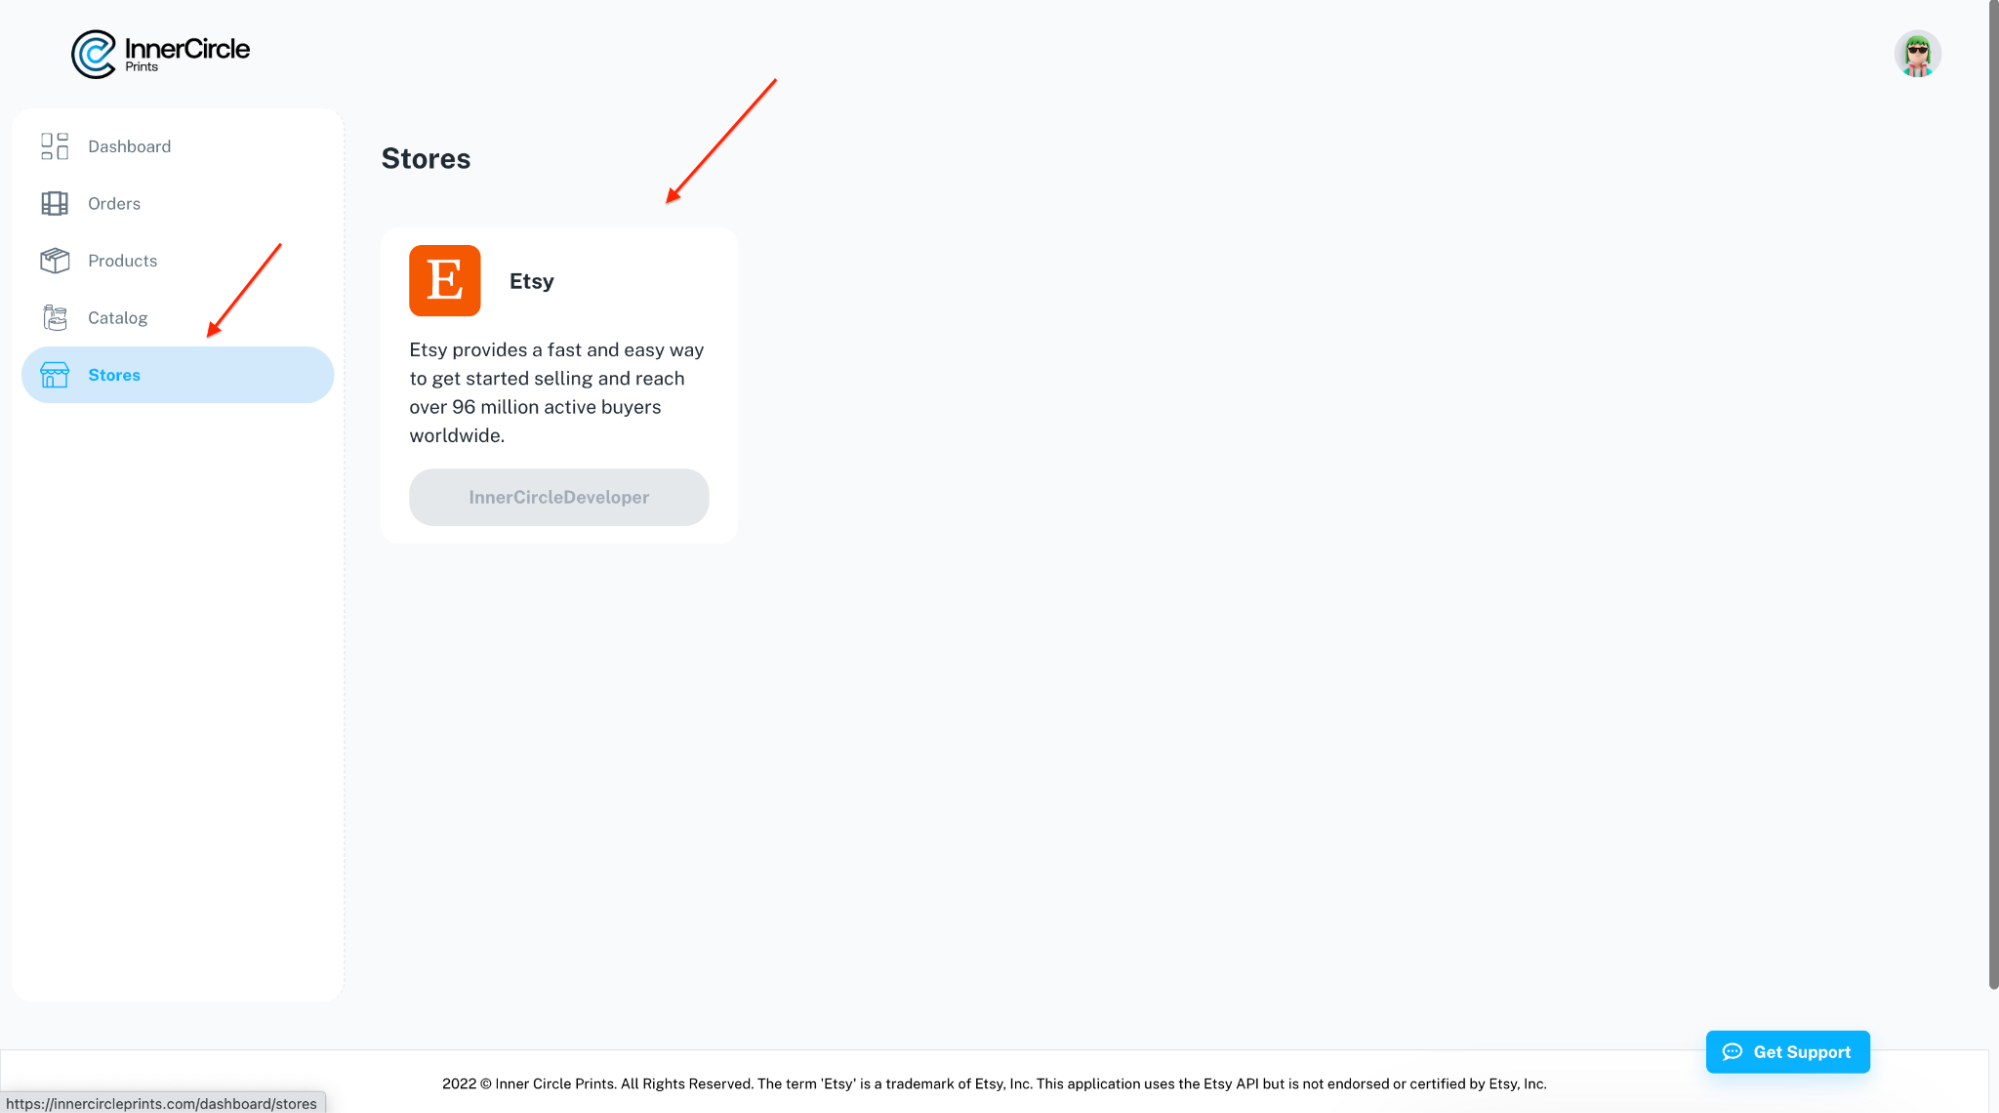 InnerCircle
Prints
Dashboard
Orders
Products
Catalog
Stores
Stores
E
Etsy
Etsy provides a fast and easy way
to get started selling and reach
over 96 million active buyers
worldwide.
InnerCircleDeveloper
Get Support
2022 © Inner Circle Prints. All Rights Reserved. The term 'Etsy' is a trademark of Etsy, Inc. This application uses the Etsy API but is not endorsed or certified by Etsy, Inc.
https://innercircleprints.com/dashboard/stores